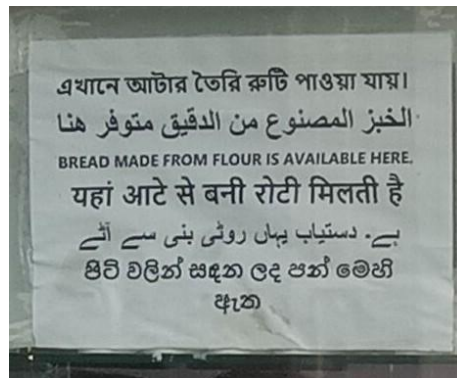 এখানে আটার তৈরি রুটি পাওয়া যায়।
الخبز المصنوع من الدقيق متوفر هنا
BREAD MADE FROM FLOUR IS AVAILABLE HERE.
यहां आटे से बनी रोटी मिलती है
ہے۔ دستیاب یہاں روٹی بنی سے آٹے
පිටි වලින් සඳන ලද පන් මෙහි
ඇත